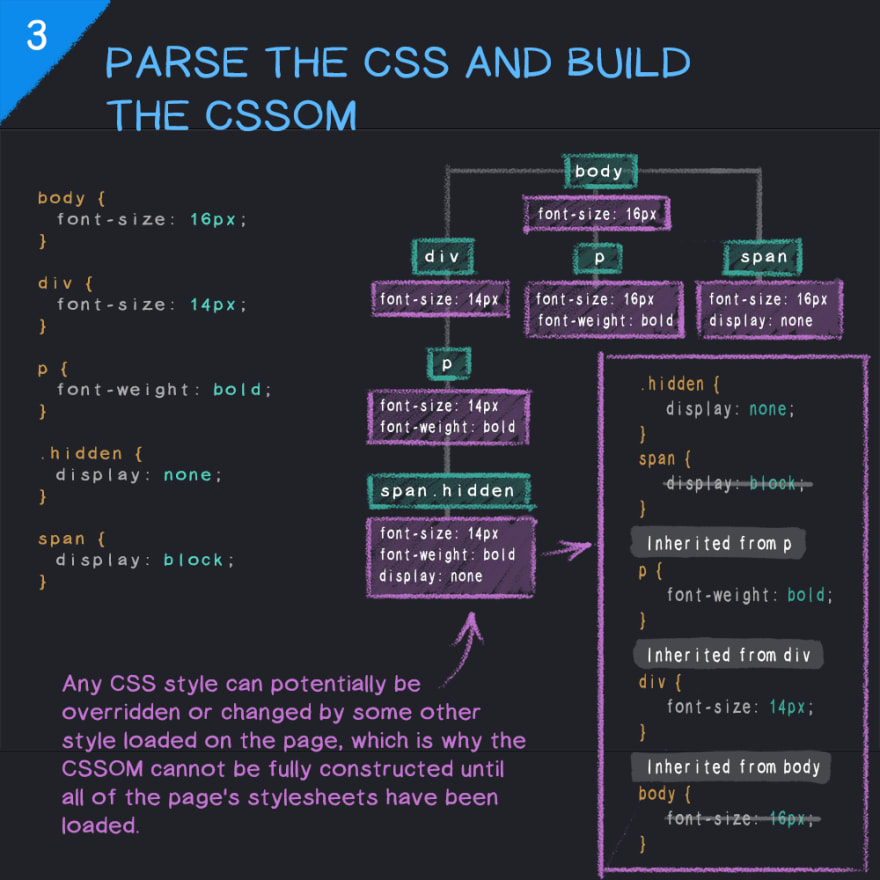 3
PARSE THE CSS AND BUILD
THE CSSOM
body {
font-size: 16px;
}
div {
font-size: 14px;
}
p {
font-weight: bold;
}
.hidden {
display: none;
}
span {
display: block;
}
body
font-size: 16px
div
font-size: 14px
p
font-size: 16px
font-weight: bold
span
font-size: 16px
display: none
p
font-size: 14px
font-weight: bold
span.hidden
font-size: 14px
font-weight: bold
display: none
.hidden {
display: none;
}
span {
display: block;
}
Inherited from p
p {
font-weight: bold;
}
Inherited from div
div {
font-size: 14px;
}
Inherited from body
body {
font-size: 16px;
}
Any CSS style can potentially be
overridden or changed by some other
style loaded on the page, which is why the
CSSOM cannot be fully constructed until
all of the page's stylesheets have been
loaded.